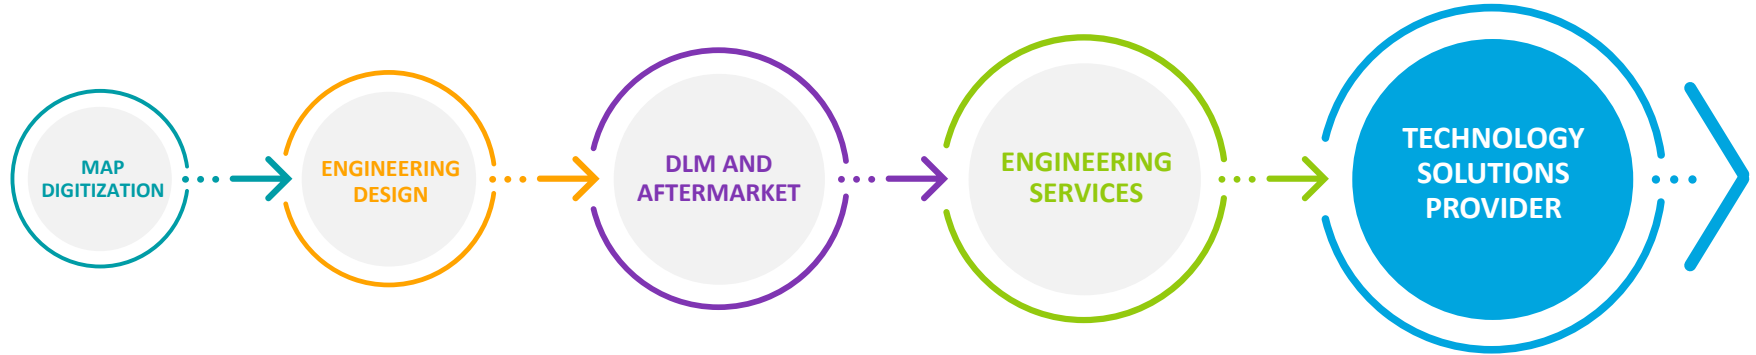 MAP
DIGITIZATION
ENGINEERING
DESIGN
DLM AND
AFTERMARKET
ENGINEERING
SERVICES
TECHNOLOGY
SOLUTIONS
PROVIDER